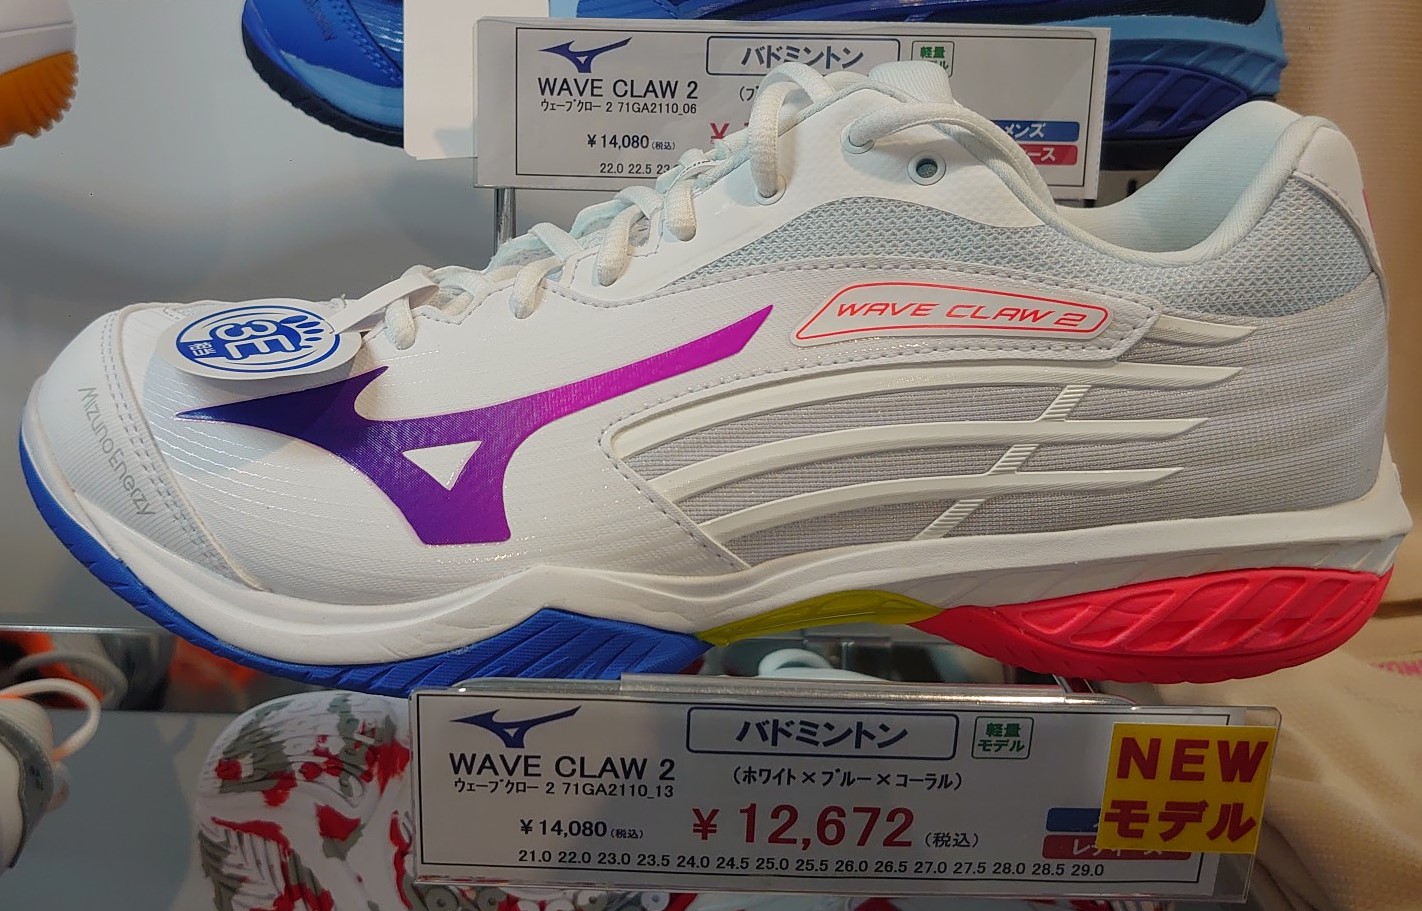 WAVE CLAW 2
バドミントン
軽量
ウェーブクロー 2 71GA2110_06
¥14,080(税込)
¥
22.0 22.5
WAVE CLAW 2
3E
相当
MizunoEnerzy
WAVE CLAW 2
バドミントン
軽量
モデル
ウェーブクロー 2 71GA2110_13
(ホワイト×ブルー×コーラル)
¥14,080(税込)
¥12,672(税込)
NEW
モデル
21.0 22.0 23.0 23.5 24.0 24.5 25.0 25.5 26.0 26.5 27.0 27.5 28.0 28.5 29.0